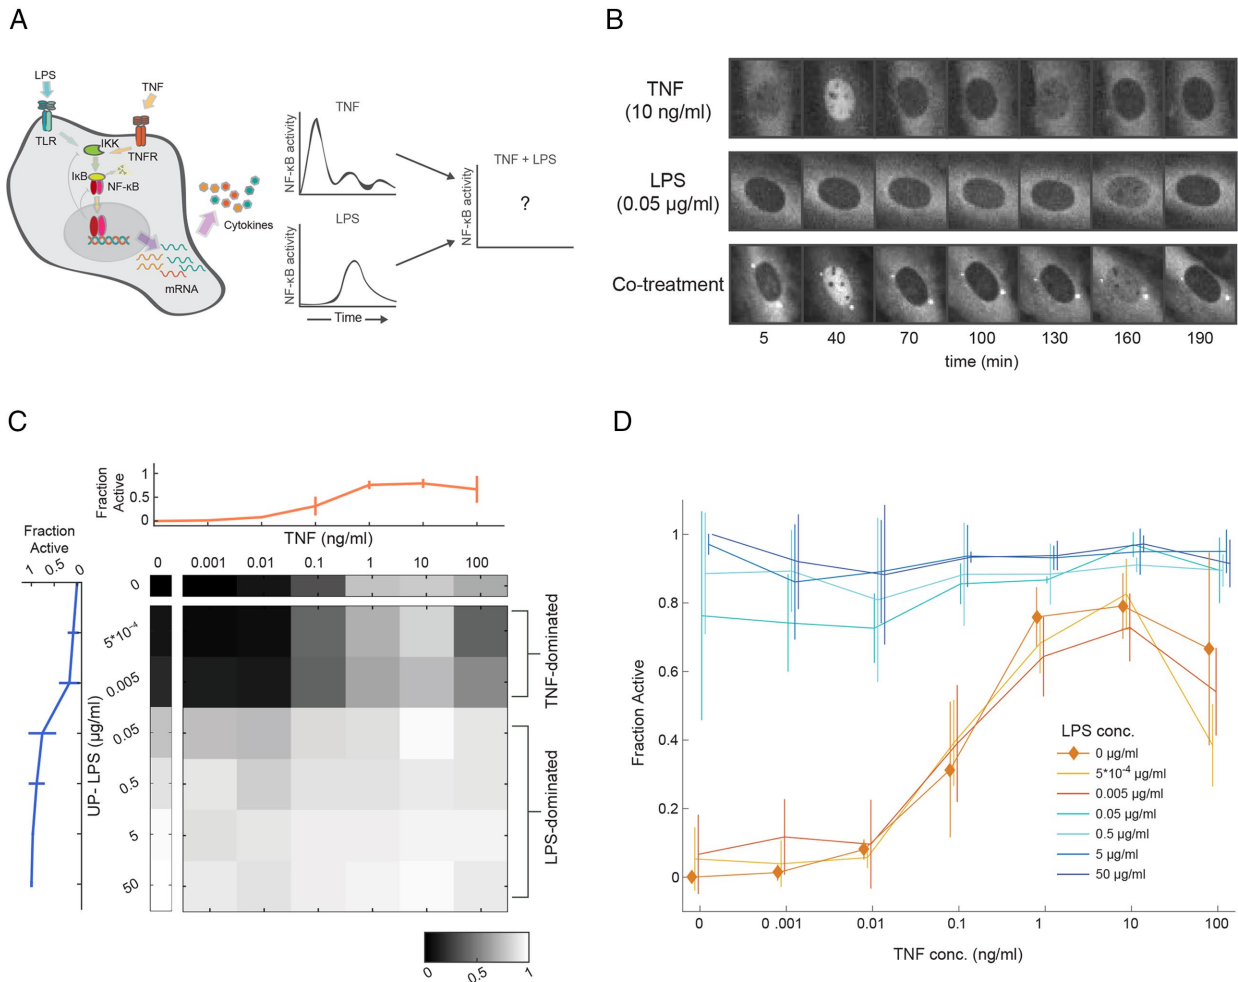 A
LPS
TNF
TLR
IKK
TNFR
IκB
NF-κB
Cytokines
mRNA
TNF
NF-κB activity
LPS
NF-κB activity
Time
TNF + LPS
NF-κB activity
?
B
TNF
(10 ng/ml)
LPS
(0.05 µg/ml)
Co-treatment
5 40 70 100 130 160 190
time (min)
C
Fraction
Active
1
0.5
0
TNF (ng/ml)
0 0.001 0.01 0.1 1 10 100
Fraction
Active
1 0.5 0
UP- LPS (µg/ml)
0
5*10⁻⁴
0.005
0.05
0.5
5
50
TNF-dominated
LPS-dominated
0 0.5 1
D
Fraction Active
1
0.8
0.6
0.4
0.2
0
LPS conc.
0 µg/ml
5*10⁻⁴ µg/ml
0.005 µg/ml
0.05 µg/ml
0.5 µg/ml
5 µg/ml
50 µg/ml
0 0 .001 0.01 0.1 1 10 100
TNF conc. (ng/ml)